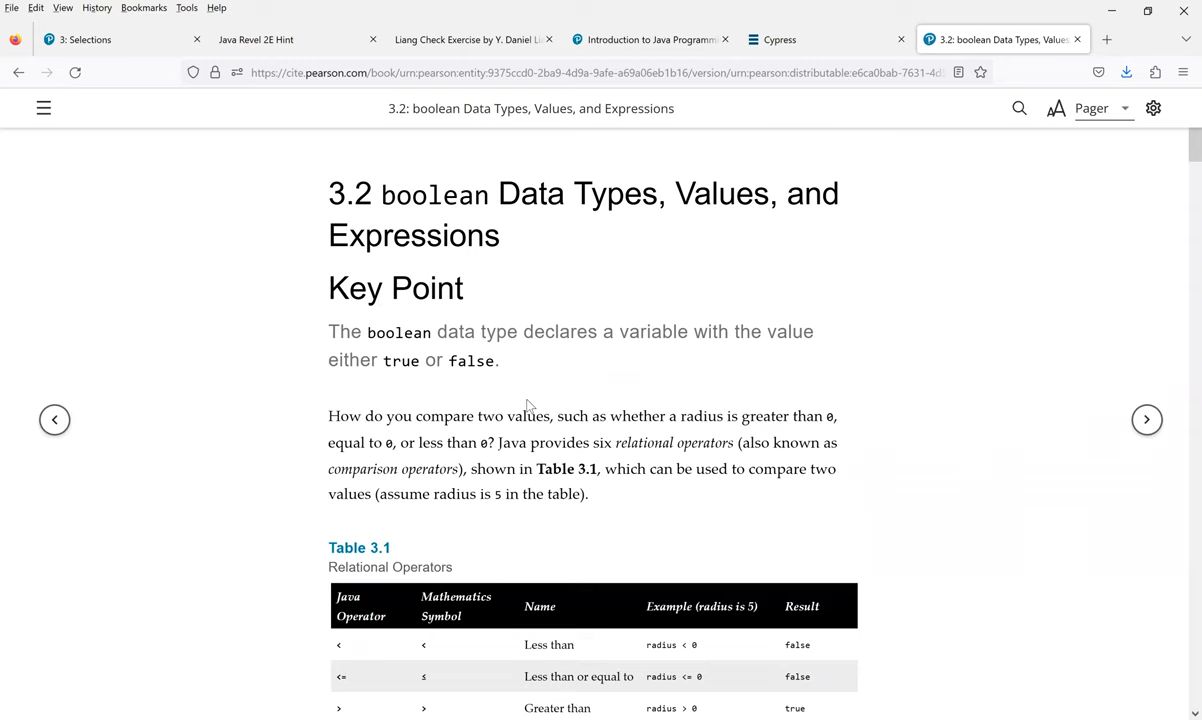 File Edit View History Bookmarks Tools Help
3: Selections
Java Revel 2E Hint
Liang Check Exercise by Y. Daniel Li
Introduction to Java Programm
Cypress
3.2: boolean Data Types, Values
https://cite.pearson.com/book/urn:pearson:entity:9375ccd0-2ba9-4d9a-9afe-a69a06eb1b16/version/urn:pearson:distributable:e6ca0bab-7631-4d
3.2: boolean Data Types, Values, and Expressions
Pager
3.2 boolean Data Types, Values, and
Expressions
Key Point
The boolean data type declares a variable with the value
either true or false.
How do you compare two values, such as whether a radius is greater than 0,
equal to 0, or less than 0? Java provides six relational operators (also known as
comparison operators), shown in Table 3.1, which can be used to compare two
values (assume radius is 5 in the table).
Table 3.1
Relational Operators
Java Operator Mathematics Symbol Name Example (radius is 5) Result
< < Less than radius < 0 false
<= ≤ Less than or equal to radius <= 0 false
> > Greater than radius > 0 true